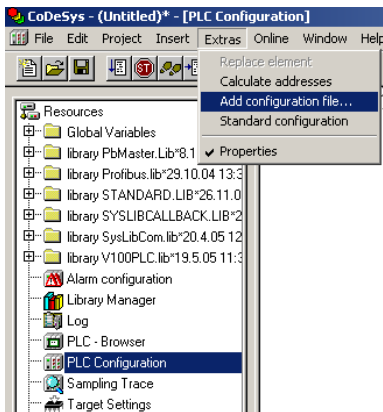 CoDeSys - (Untitled)* - [PLC Configuration]
File Edit Project Insert Extras Online Window Help
Replace element
Calculate addresses
Add configuration file...
Standard configuration
Properties
Resources
Global Variables
library PbMaster.Lib*8.1
library Profibus.lib*29.10.04 13:3
library STANDARD.LIB*26.11.0
library SYSLIBCALLBACK.LIB*2
library SysLibCom.lib*20.4.05 12
library V100PLC.lib*19.5.05 11:3
Alarm configuration
Library Manager
Log
PLC - Browser
PLC Configuration
Sampling Trace
Target Settings